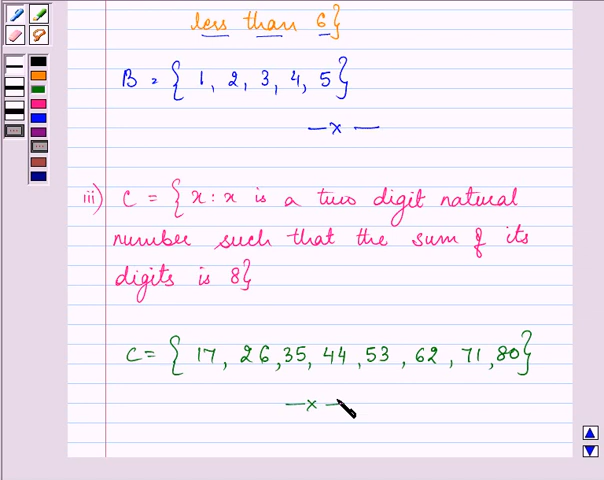 less than 6}
B = { 1, 2, 3, 4, 5}
—x—
iii) C = { x : x is a two digit natural
number such that the sum of its
digits is 8}
C = { 17, 26, 35, 44, 53, 62, 71, 80}
—x—